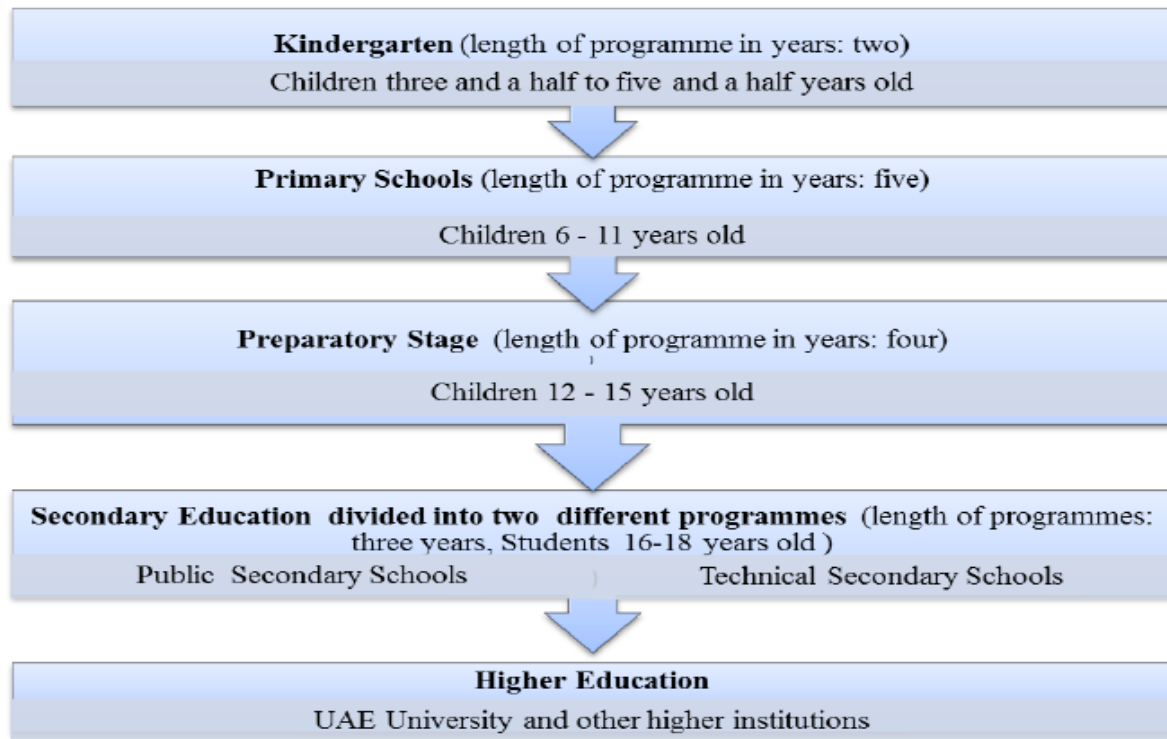 Kindergarten (length of programme in years: two)
Children three and a half to five and a half years old
Primary Schools (length of programme in years: five)
Children 6 - 11 years old
Preparatory Stage (length of programme in years: four)
Children 12 - 15 years old
Secondary Education divided into two different programmes (length of programmes:
three years, Students 16-18 years old )
Public Secondary Schools Technical Secondary Schools
Higher Education
UAE University and other higher institutions